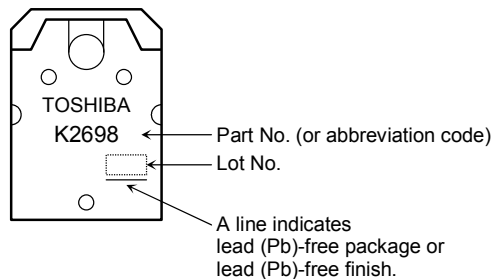 TOSHIBA
K2698
Part No. (or abbreviation code)
Lot No.
A line indicates
lead (Pb)-free package or
lead (Pb)-free finish.